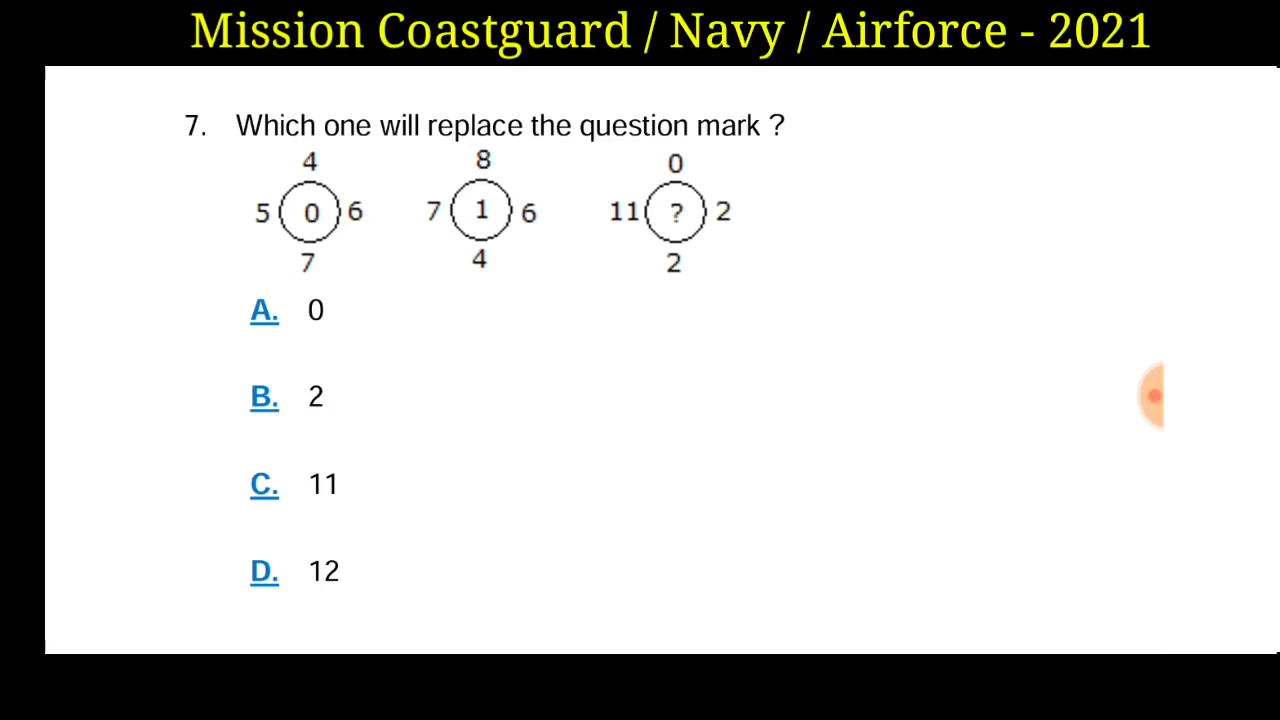 Mission Coastguard / Navy / Airforce - 2021
7. Which one will replace the question mark ?
4 8 0
5 0 6 7 1 6 11 ? 2
7 4 2
A. 0
B. 2
C. 11
D. 12